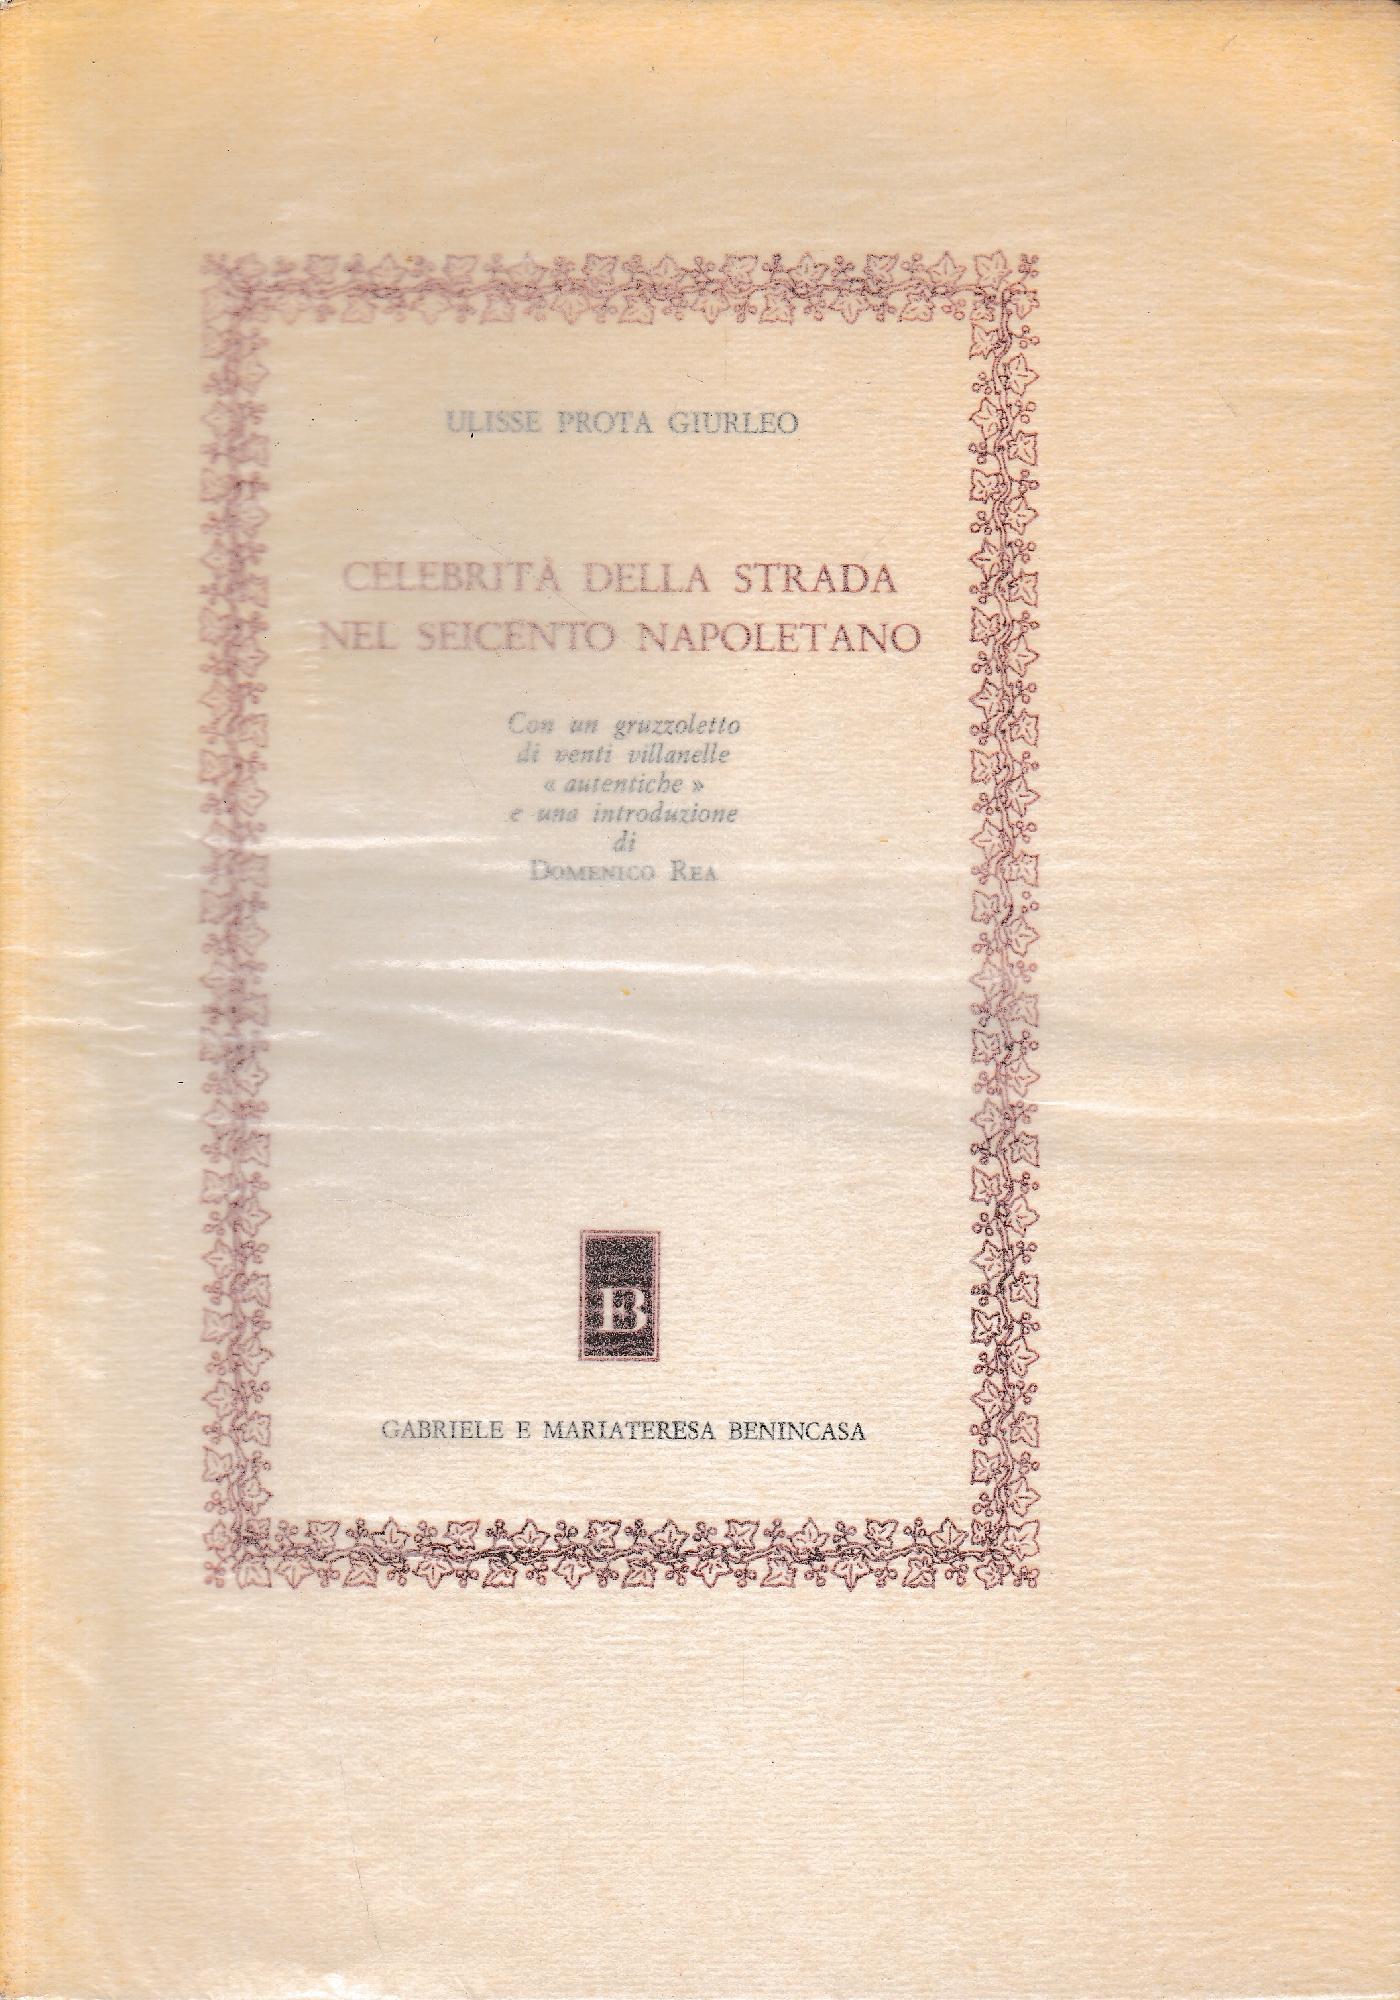 ULISSE PROTA GIURLEO
CELEBRITÀ DELLA STRADA
NEL SEICENTO NAPOLETANO
Con un gruzzoletto
di venti villanelle
« autentiche »
e una introduzione
di
DOMENICO REA
B
GABRIELE E MARIATERESA BENINCASA